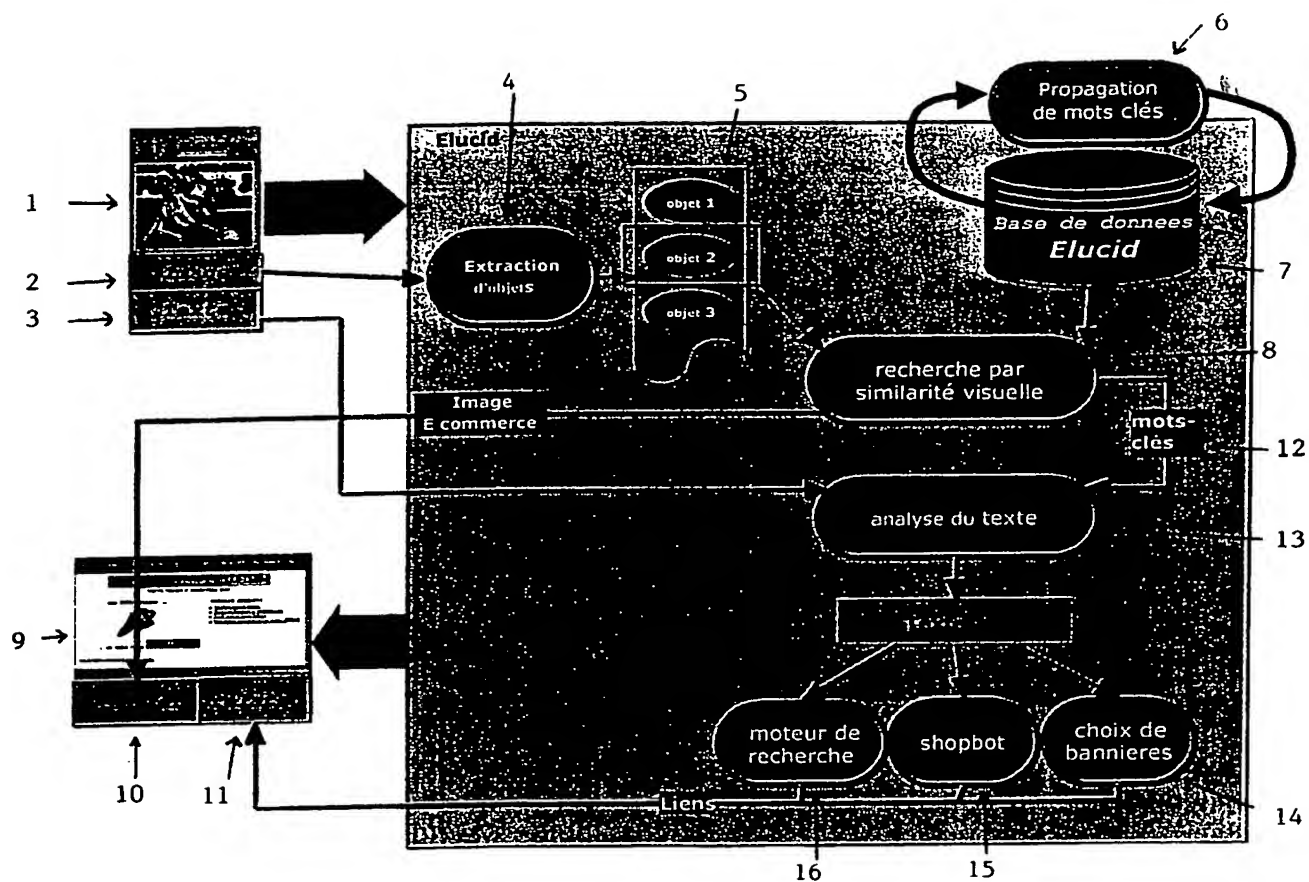 6
Propagation
de mots clés
4
5
Elucid
1
objet 1
Base de donnees
Elucid
Extraction
d'objets
objet 2
7
2
3
objet 3
8
recherche par
similarité visuelle
Image
E commerce
mots-
clés
12
analyse du texte
13
9
moteur de
recherche
shopbot
choix de
bannieres
10
11
Liens
14
16
15